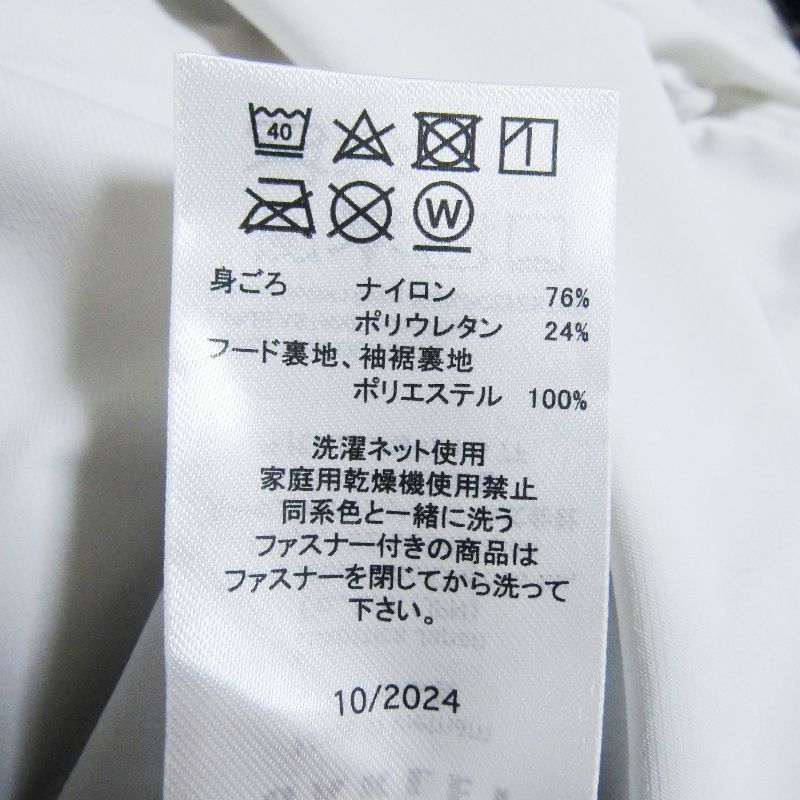 40
W
身ごろ ナイロン 76%
ポリウレタン 24%
フード裏地、袖裾裏地
ポリエステル 100%
洗濯ネット使用
家庭用乾燥機使用禁止
同系色と一緒に洗う
ファスナー付きの商品は
ファスナーを閉じてから洗って
下さい。
10/2024